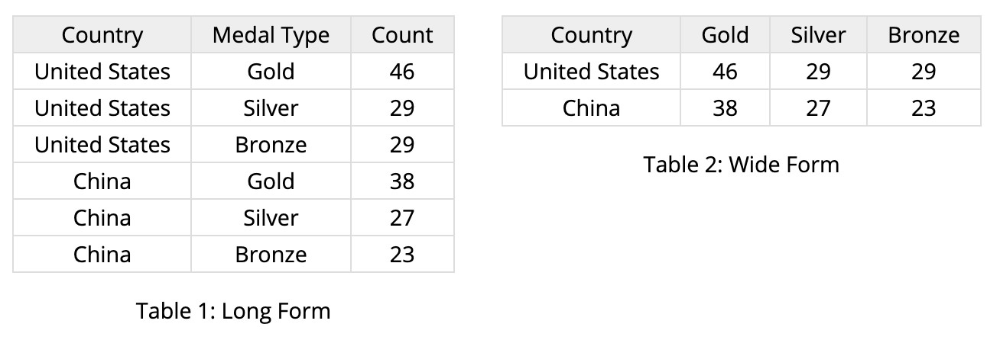 Country Medal Type Count
United States Gold 46
United States Silver 29
United States Bronze 29
China Gold 38
China Silver 27
China Bronze 23
Table 1: Long Form
Country Gold Silver Bronze
United States 46 29 29
China 38 27 23
Table 2: Wide Form